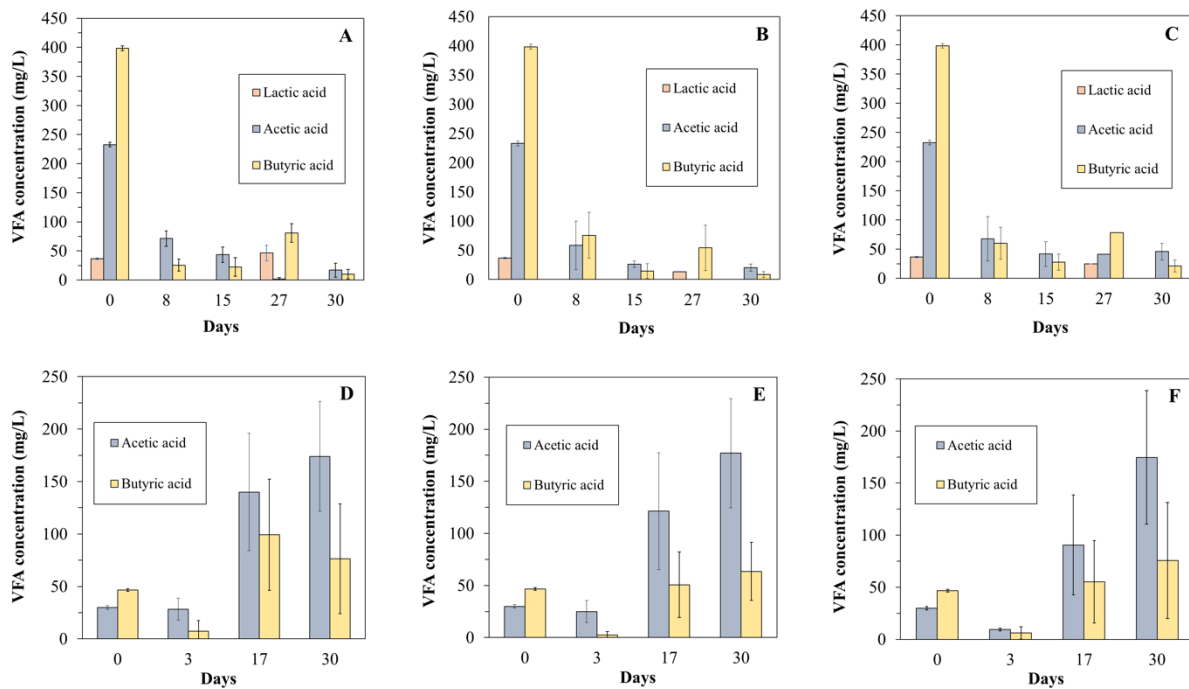 A
VFA concentration (mg/L)
450
400
350
300
250
200
150
100
50
0
Lactic acid
Acetic acid
Butyric acid
0 8 15 27 30
Days
B
VFA concentration (mg/L)
450
400
350
300
250
200
150
100
50
0
Lactic acid
Acetic acid
Butyric acid
0 8 15 27 30
Days
C
VFA concentration (mg/L)
450
400
350
300
250
200
150
100
50
0
Lactic acid
Acetic acid
Butyric acid
0 8 15 27 30
Days
D
VFA concentration (mg/L)
250
200
150
100
50
0
Acetic acid
Butyric acid
0 3 17 30
Days
E
VFA concentration (mg/L)
250
200
150
100
50
0
Acetic acid
Butyric acid
0 3 17 30
Days
F
VFA concentration (mg/L)
250
200
150
100
50
0
Acetic acid
Butyric acid
0 3 17 30
Days